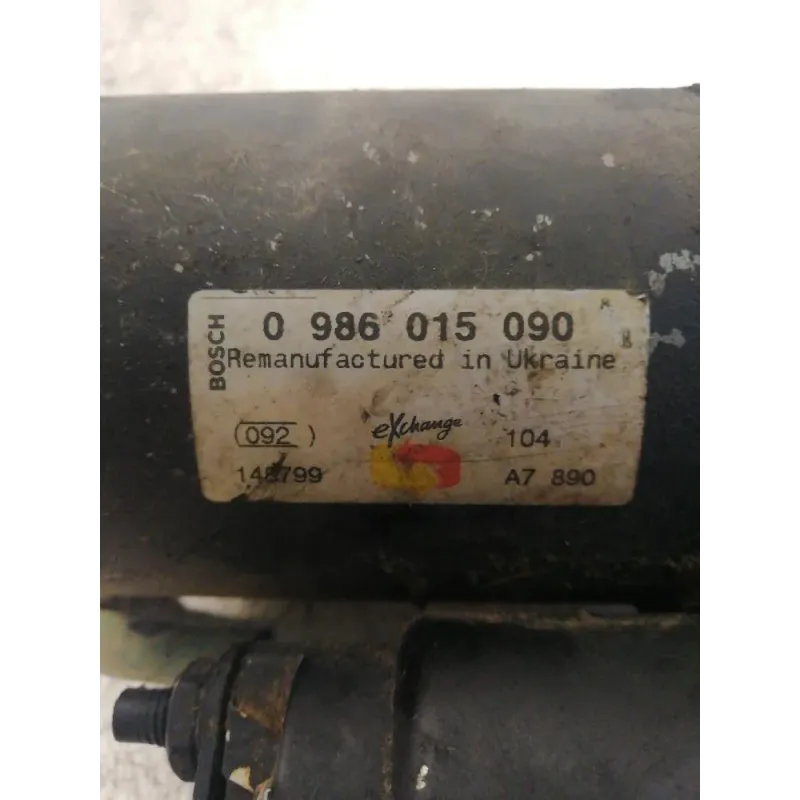 BOSCH
0 986 015 090
Remanufactured in Ukraine
(092) eXchange 104
A7 890